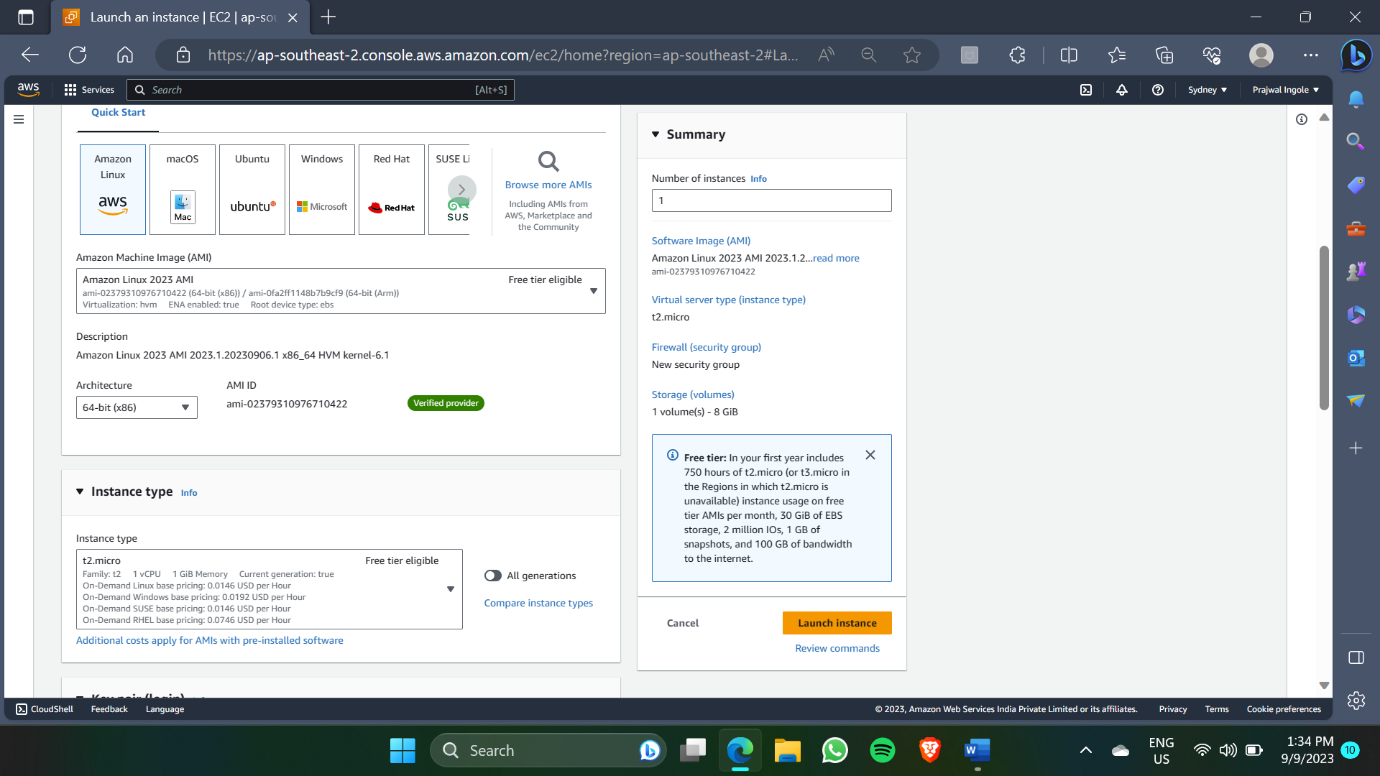 Launch an instance | EC2 | ap-sou
https://ap-southeast-2.console.aws.amazon.com/ec2/home?region=ap-southeast-2#La...
aws
Services
Search
[Alt+S]
Sydney
Prajwal Ingole
Quick Start
Amazon Linux
aws
macOS
Mac
Ubuntu
ubuntu
Windows
Microsoft
Red Hat
Red Hat
SUSE Li
SUS
Browse more AMIs
Including AMIs from
AWS, Marketplace and
the Community
Amazon Machine Image (AMI)
Amazon Linux 2023 AMI
Free tier eligible
ami-02379310976710422 (64-bit (x86)) / ami-0fa2ff1148b7b9cf9 (64-bit (Arm))
Virtualization: hvm ENA enabled: true Root device type: ebs
Description
Amazon Linux 2023 AMI 2023.1.20230906.1 x86_64 HVM kernel-6.1
Architecture
AMI ID
64-bit (x86)
ami-02379310976710422
Verified provider
Instance type Info
Instance type
t2.micro
Free tier eligible
Family: t2 1 vCPU 1 GiB Memory Current generation: true
On-Demand Linux base pricing: 0.0146 USD per Hour
On-Demand Windows base pricing: 0.0192 USD per Hour
On-Demand SUSE base pricing: 0.0146 USD per Hour
On-Demand RHEL base pricing: 0.0746 USD per Hour
All generations
Compare instance types
Additional costs apply for AMIs with pre-installed software
Key pair (login)
Summary
Number of instances Info
1
Software Image (AMI)
Amazon Linux 2023 AMI 2023.1.2...read more
ami-02379310976710422
Virtual server type (instance type)
t2.micro
Firewall (security group)
New security group
Storage (volumes)
1 volume(s) - 8 GiB
Free tier: In your first year includes
750 hours of t2.micro (or t3.micro in
the Regions in which t2.micro is
unavailable) instance usage on free
tier AMIs per month, 30 GiB of EBS
storage, 2 million IOs, 1 GB of
snapshots, and 100 GB of bandwidth
to the internet.
Cancel
Launch instance
Review commands
CloudShell
Feedback
Language
© 2023, Amazon Web Services India Private Limited or its affiliates.
Privacy
Terms
Cookie preferences
Search
ENG
US
1:34 PM
9/9/2023
10